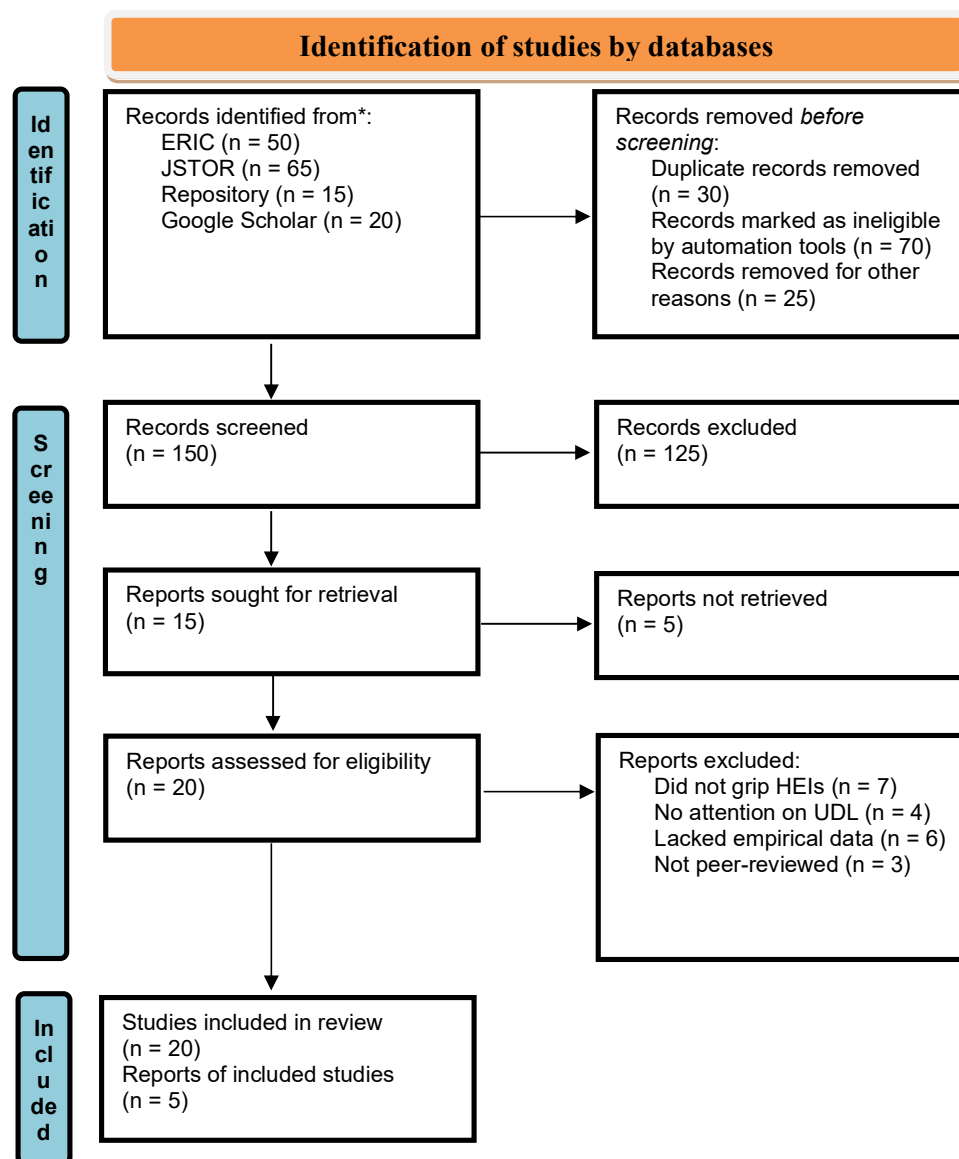 Identification of studies by databases
Id
en
tif
ic
ati
o
n
Records identified from*:
ERIC (n = 50)
JSTOR (n = 65)
Repository (n = 15)
Google Scholar (n = 20)
Records removed before
screening:
Duplicate records removed
(n = 30)
Records marked as ineligible
by automation tools (n = 70)
Records removed for other
reasons (n = 25)
S
cr
ee
ni
n
g
Records screened
(n = 150)
Records excluded
(n = 125)
Reports sought for retrieval
(n = 15)
Reports not retrieved
(n = 5)
Reports assessed for eligibility
(n = 20)
Reports excluded:
Did not grip HEIs (n = 7)
No attention on UDL (n = 4)
Lacked empirical data (n = 6)
Not peer-reviewed (n = 3)
In
cl
u
de
d
Studies included in review
(n = 20)
Reports of included studies
(n = 5)